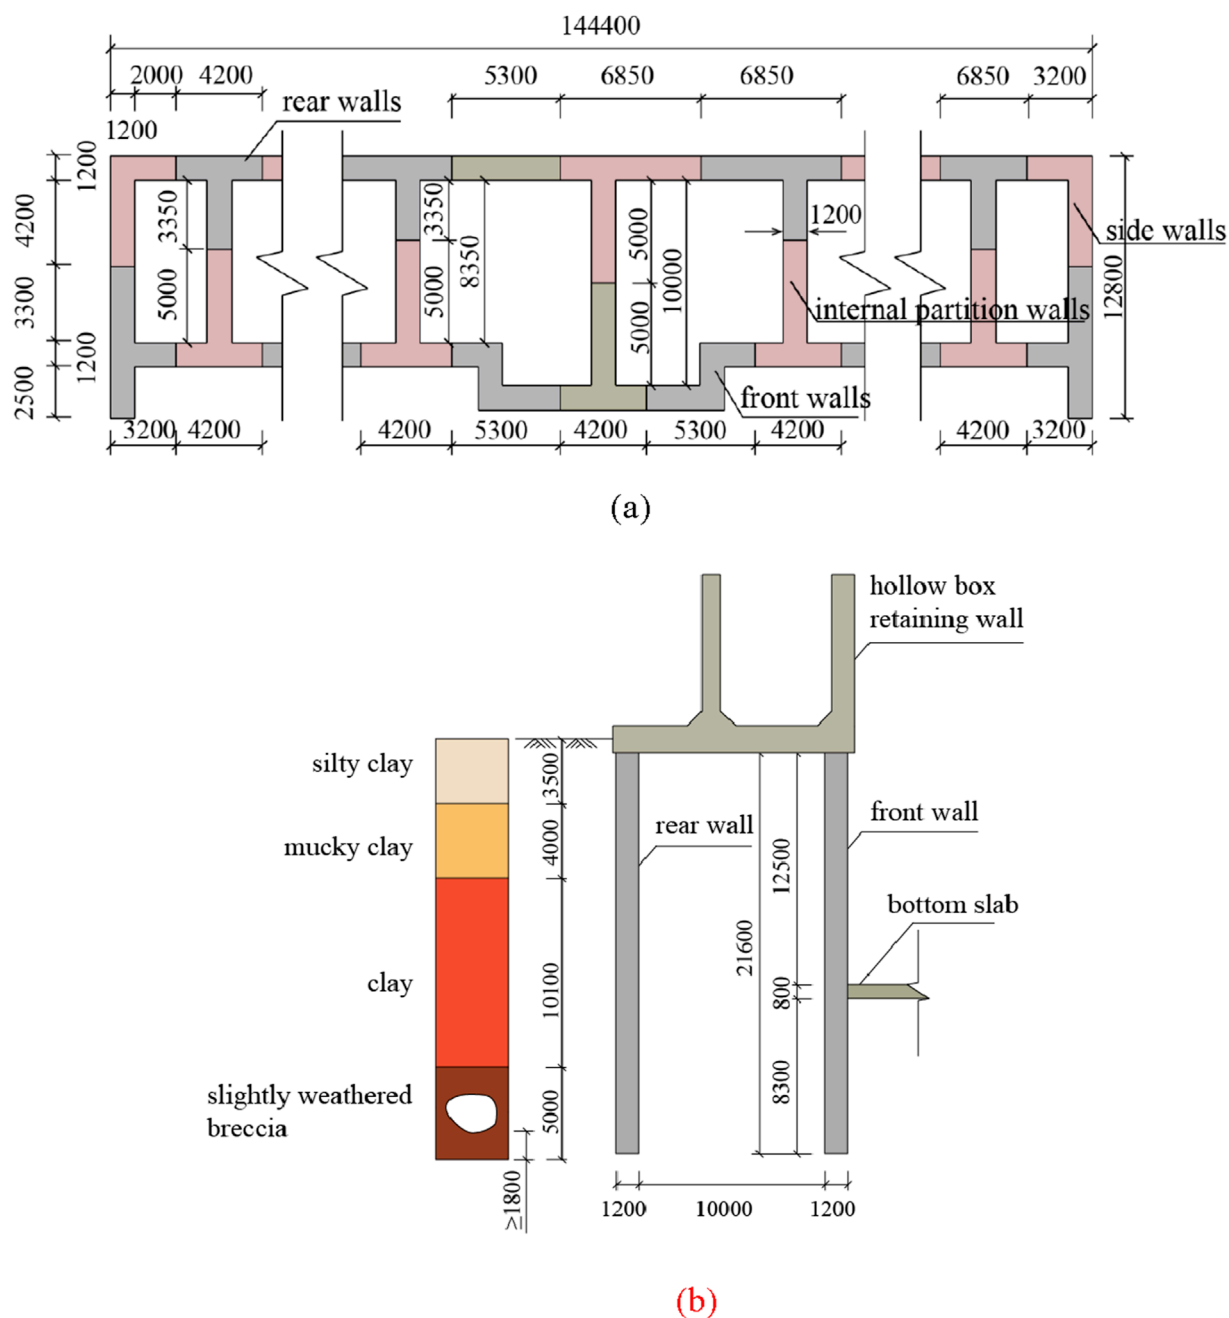 144400
2000 4200 5300 6850 6850 6850 3200
rear walls
1200
1200
4200
3300
1200
2500
3350
5000
3350
5000
8350
5000
5000
10000
1200
side walls
12800
internal partition walls
front walls
3200 4200 4200 5300 4200 5300 4200 4200 3200
(a)
hollow box
retaining wall
silty clay
3500
mucky clay
4000
rear wall
front wall
12500
bottom slab
clay
10100
21600
800
slightly weathered
breccia
5000
8300
≥1800
1200 10000 1200
(b)